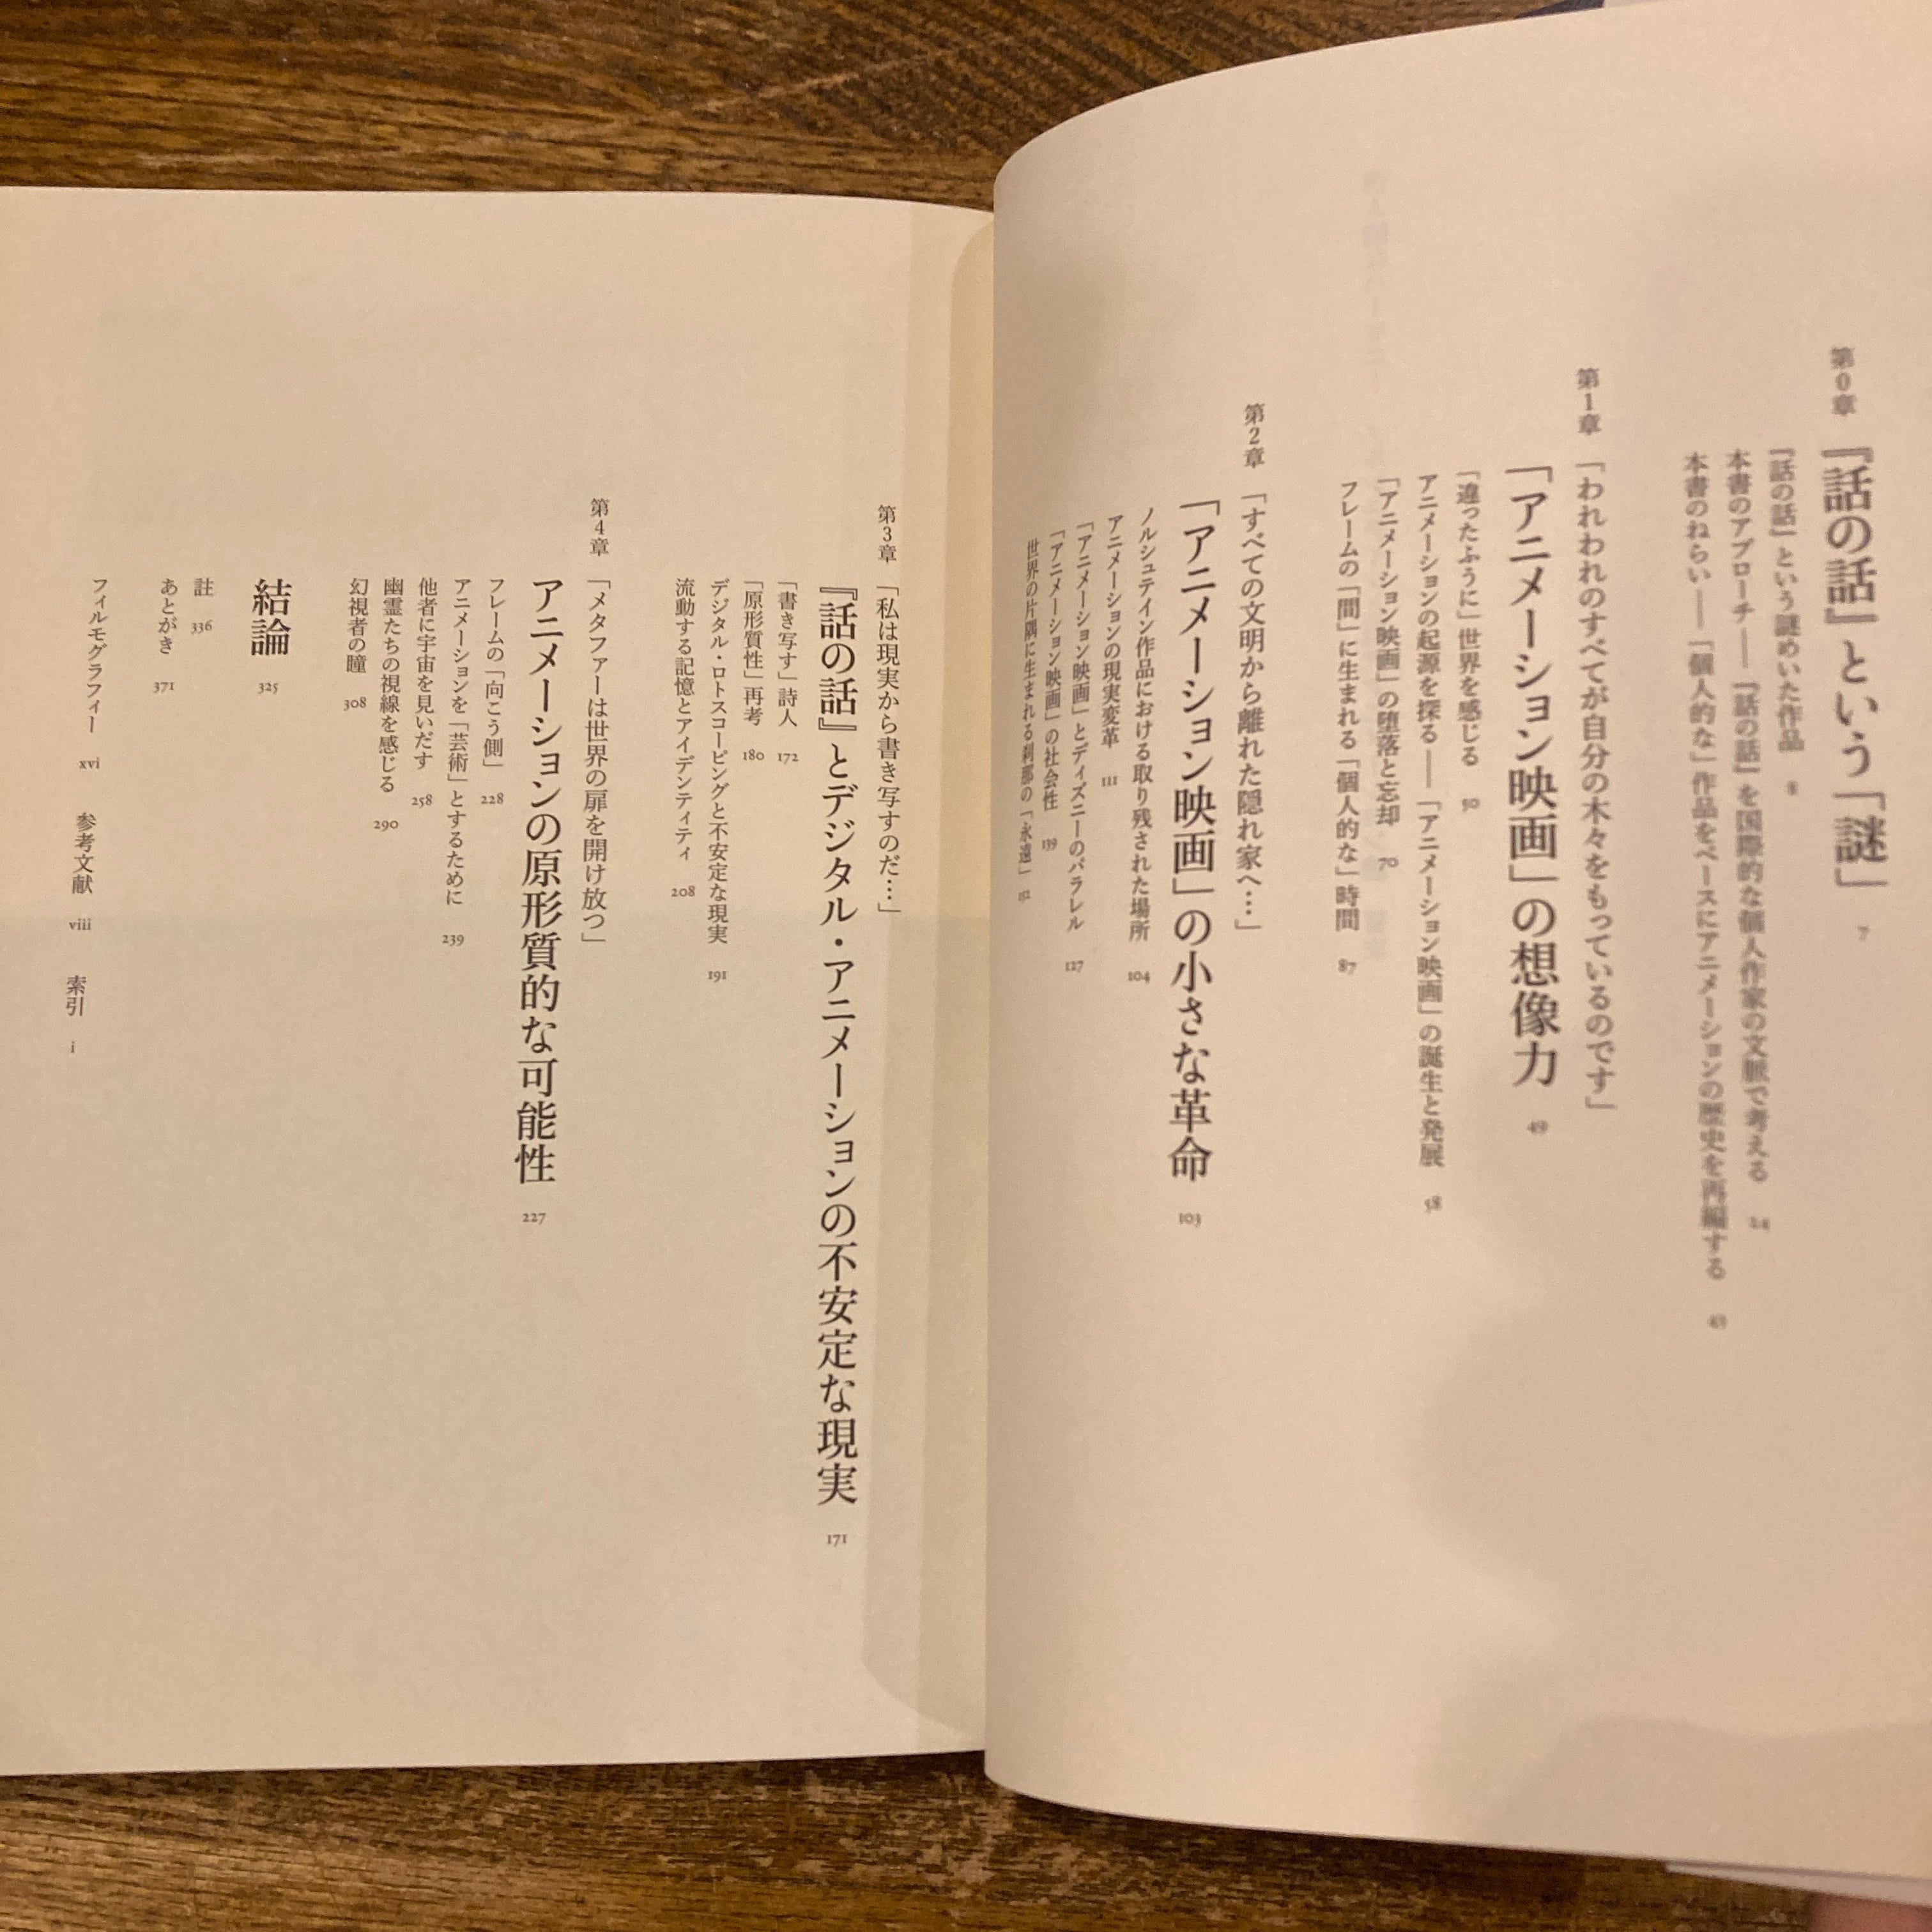 第0章 『話の話』という「謎」 7
『話の話』という謎めいた作品 8
本書のアプローチ――『話の話』を国際的な個人作家の文脈で考える 24
本書のねらい――「個人的な」作品をベースにアニメーションの歴史を再編する 43
第1章 「われわれのすべてが自分の木々をもっているのです」
「アニメーション映画」の想像力 49
「違ったふうに」世界を感じる 50
アニメーションの起源を探る――「アニメーション映画」の誕生と発展 58
「アニメーション映画」の堕落と忘却 70
フレームの「間」に生まれる「個人的な」時間 87
第2章 「すべての文明から離れた隠れ家へ…」
「アニメーション映画」の小さな革命 103
ノルシュテイン作品における取り残された場所 104
アニメーションの現実変革 111
「アニメーション映画」とディズニーのパラレル 127
「アニメーション映画」の社会性 139
世界の片隅に生まれる刹那の「永遠」 152
第3章 「私は現実から書き写すのだ…」
『話の話』とデジタル・アニメーションの不安定な現実 171
「書き写す」詩人 172
「原形質性」再考 180
デジタル・ロトスコーピングと不安定な現実 191
流動する記憶とアイデンティティ 208
第4章 「メタファーは世界の扉を開け放つ」
アニメーションの原形質的な可能性 227
フレームの「向こう側」 228
アニメーションを「芸術」とするために 239
他者に宇宙を見いだす 258
幽霊たちの視線を感じる 290
幻視者の瞳 308
結論 325
註 336
あとがき 371
フィルモグラフィー xvi 参考文献 viii 索引 i